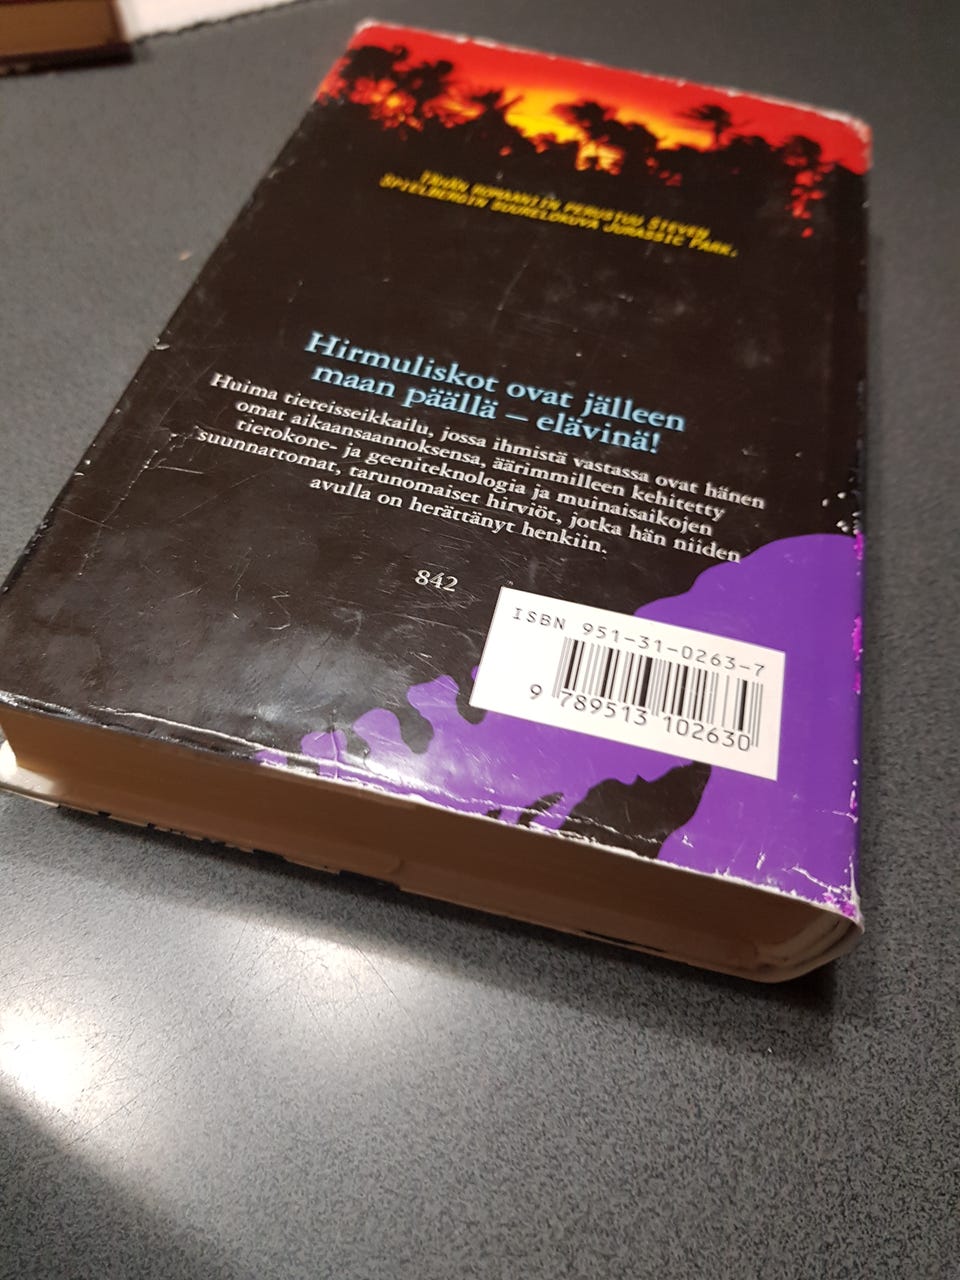 TÄHÄN ROMAANIIN PERUSTUU STEVEN
SPIELBERGIN SUURELOKUVA JURASSIC PARK.
Hirmuliskot ovat jälleen
maan päällä – elävinä!
Huima tieteisseikkailu, jossa ihmistä vastassa ovat hänen
omat aikaansaannoksensa, äärimmilleen kehitetty
tietokone- ja geeniteknologia ja muinaisaikojen
suunnattomat, tarunomaiset hirviöt, jotka hän niiden
avulla on herättänyt henkiin.
842
ISBN 951-31-0263-7
9 789513 102630